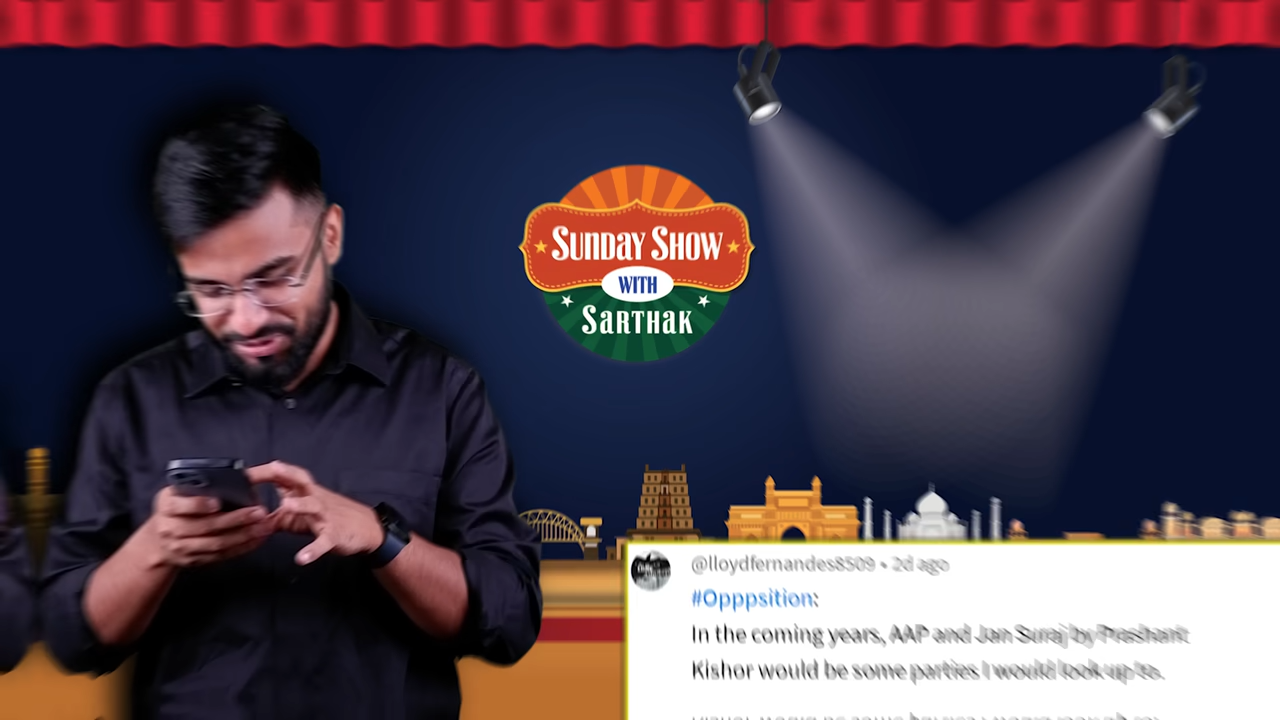 SUNDAY SHOW
WITH
SARTHAK
@lloydfernandes8509 • 2d ago
#Opppsition:
In the coming years, AAP and Jan Suraj by Prashant
Kishor would be some parties I would look up to.